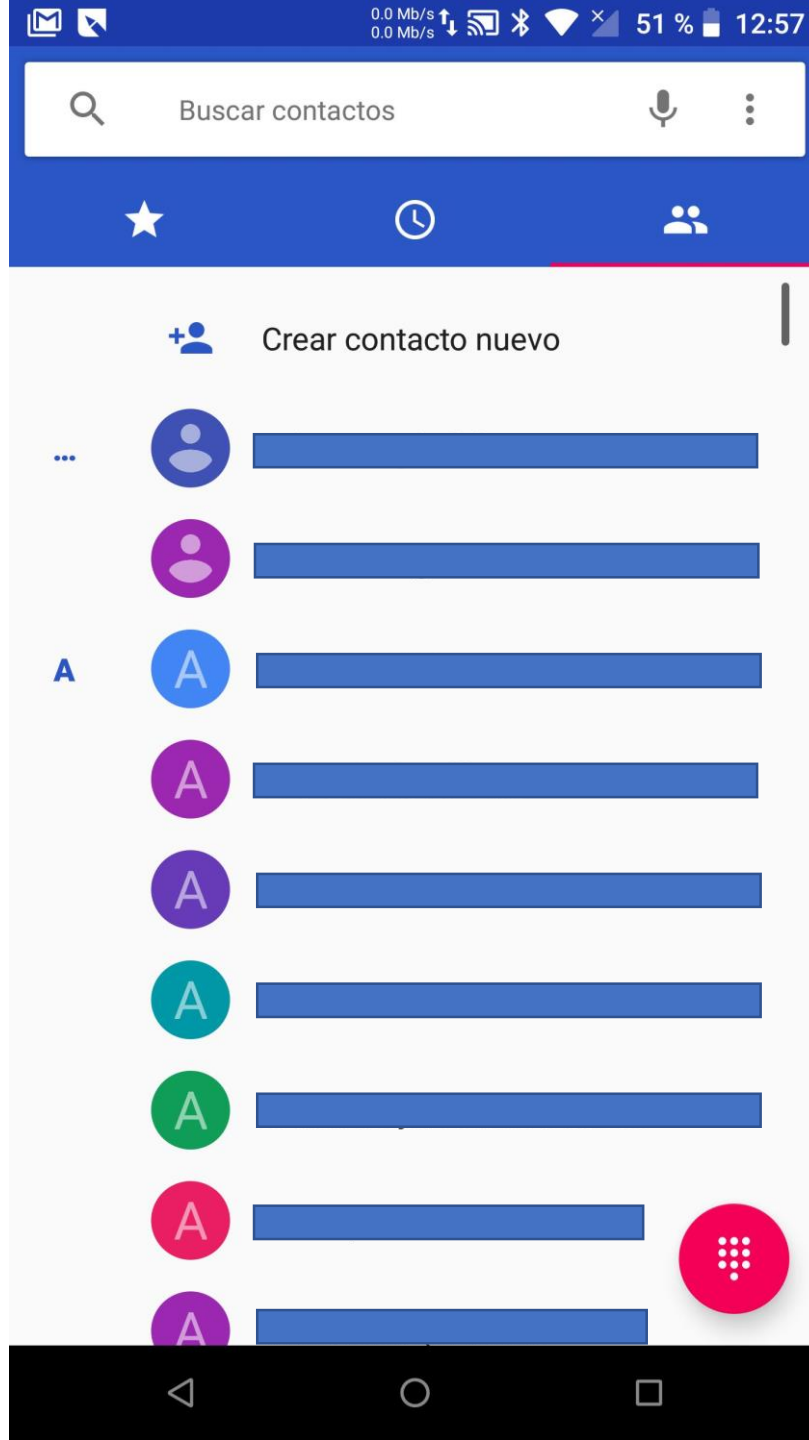 0.0 Mb/s
0.0 Mb/s
51 % 12:57
Buscar contactos
Crear contacto nuevo
...
A A
A
A
A
A
A
A